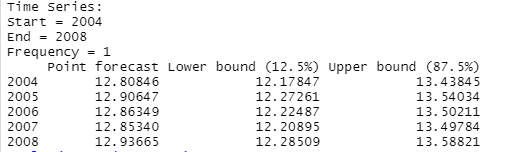 Time Series:
Start = 2004
End = 2008
Frequency = 1
Point forecast Lower bound (12.5%) Upper bound (87.5%)
2004 12.80846 12.17847 13.43845
2005 12.90647 12.27261 13.54034
2006 12.86349 12.22487 13.50211
2007 12.85340 12.20895 13.49784
2008 12.93665 12.28509 13.58821